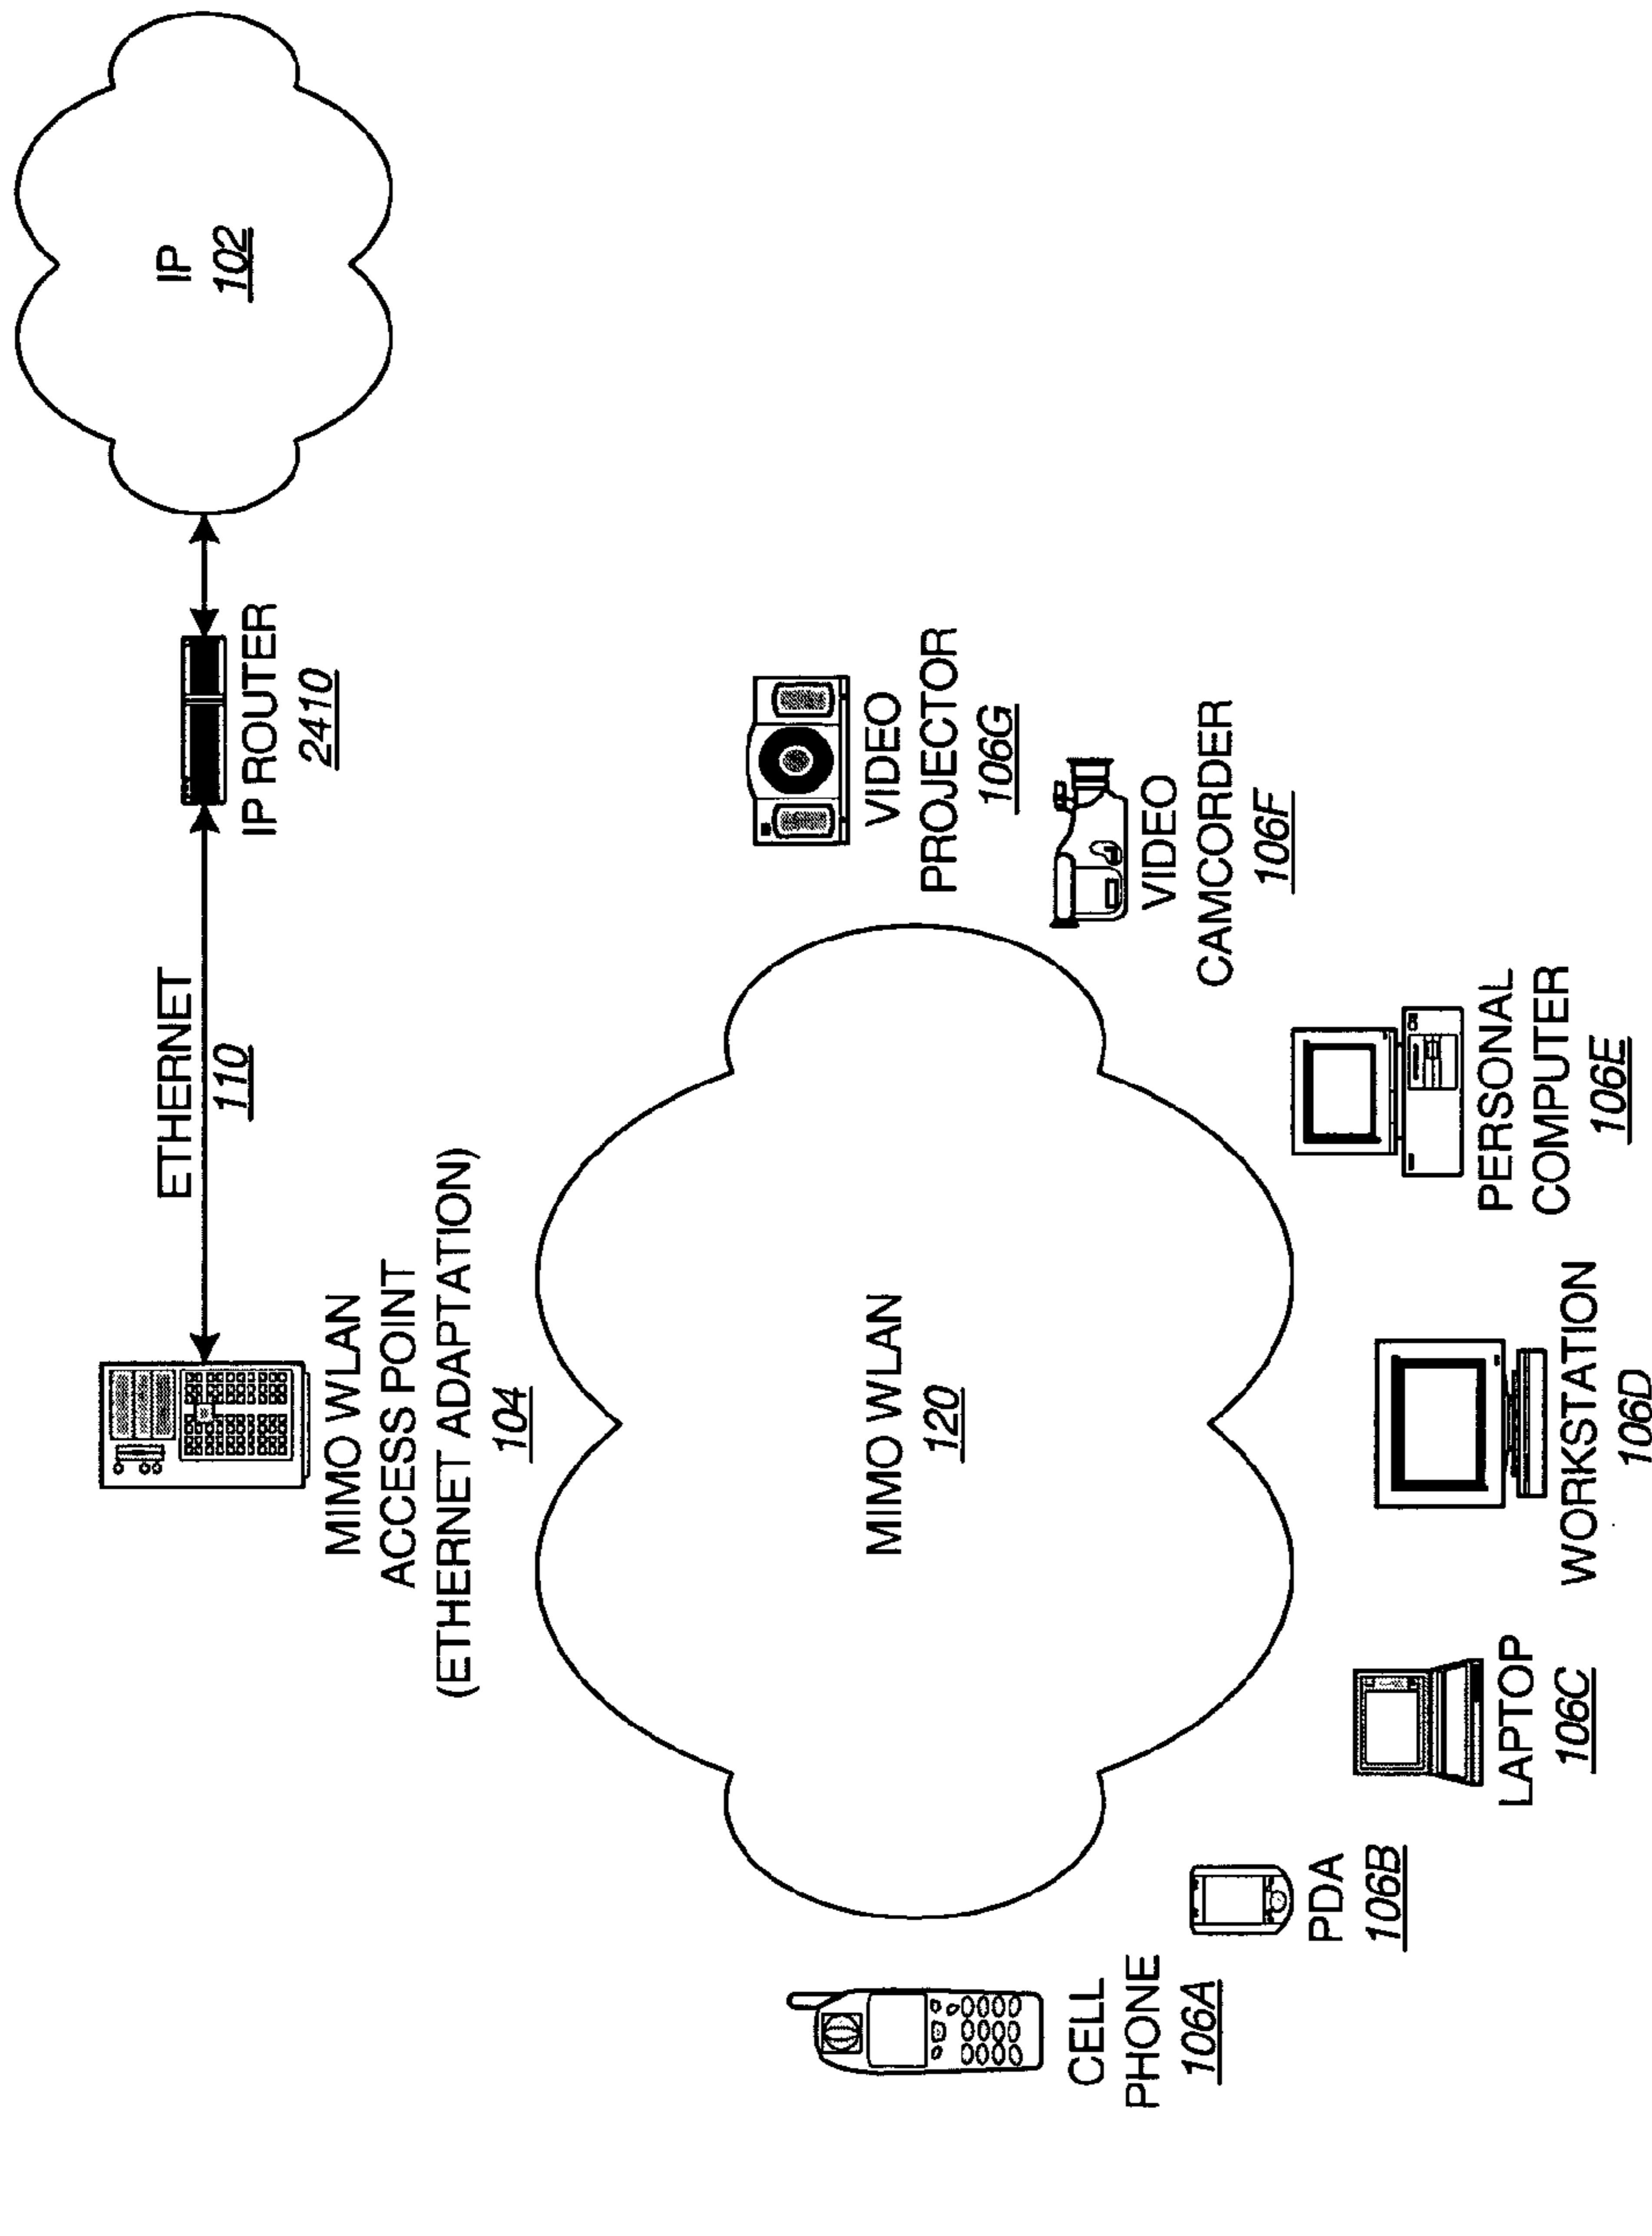 IP
102
ETHERNET
110
IP ROUTER
2410
MIMO WLAN
ACCESS POINT
(ETHERNET ADAPTATION)
104
MIMO WLAN
120
CELL
PHONE
106A
PDA
106B
LAPTOP
106C
WORKSTATION
106D
PERSONAL
COMPUTER
106E
VIDEO
CAMCORDER
106F
VIDEO
PROJECTOR
106G